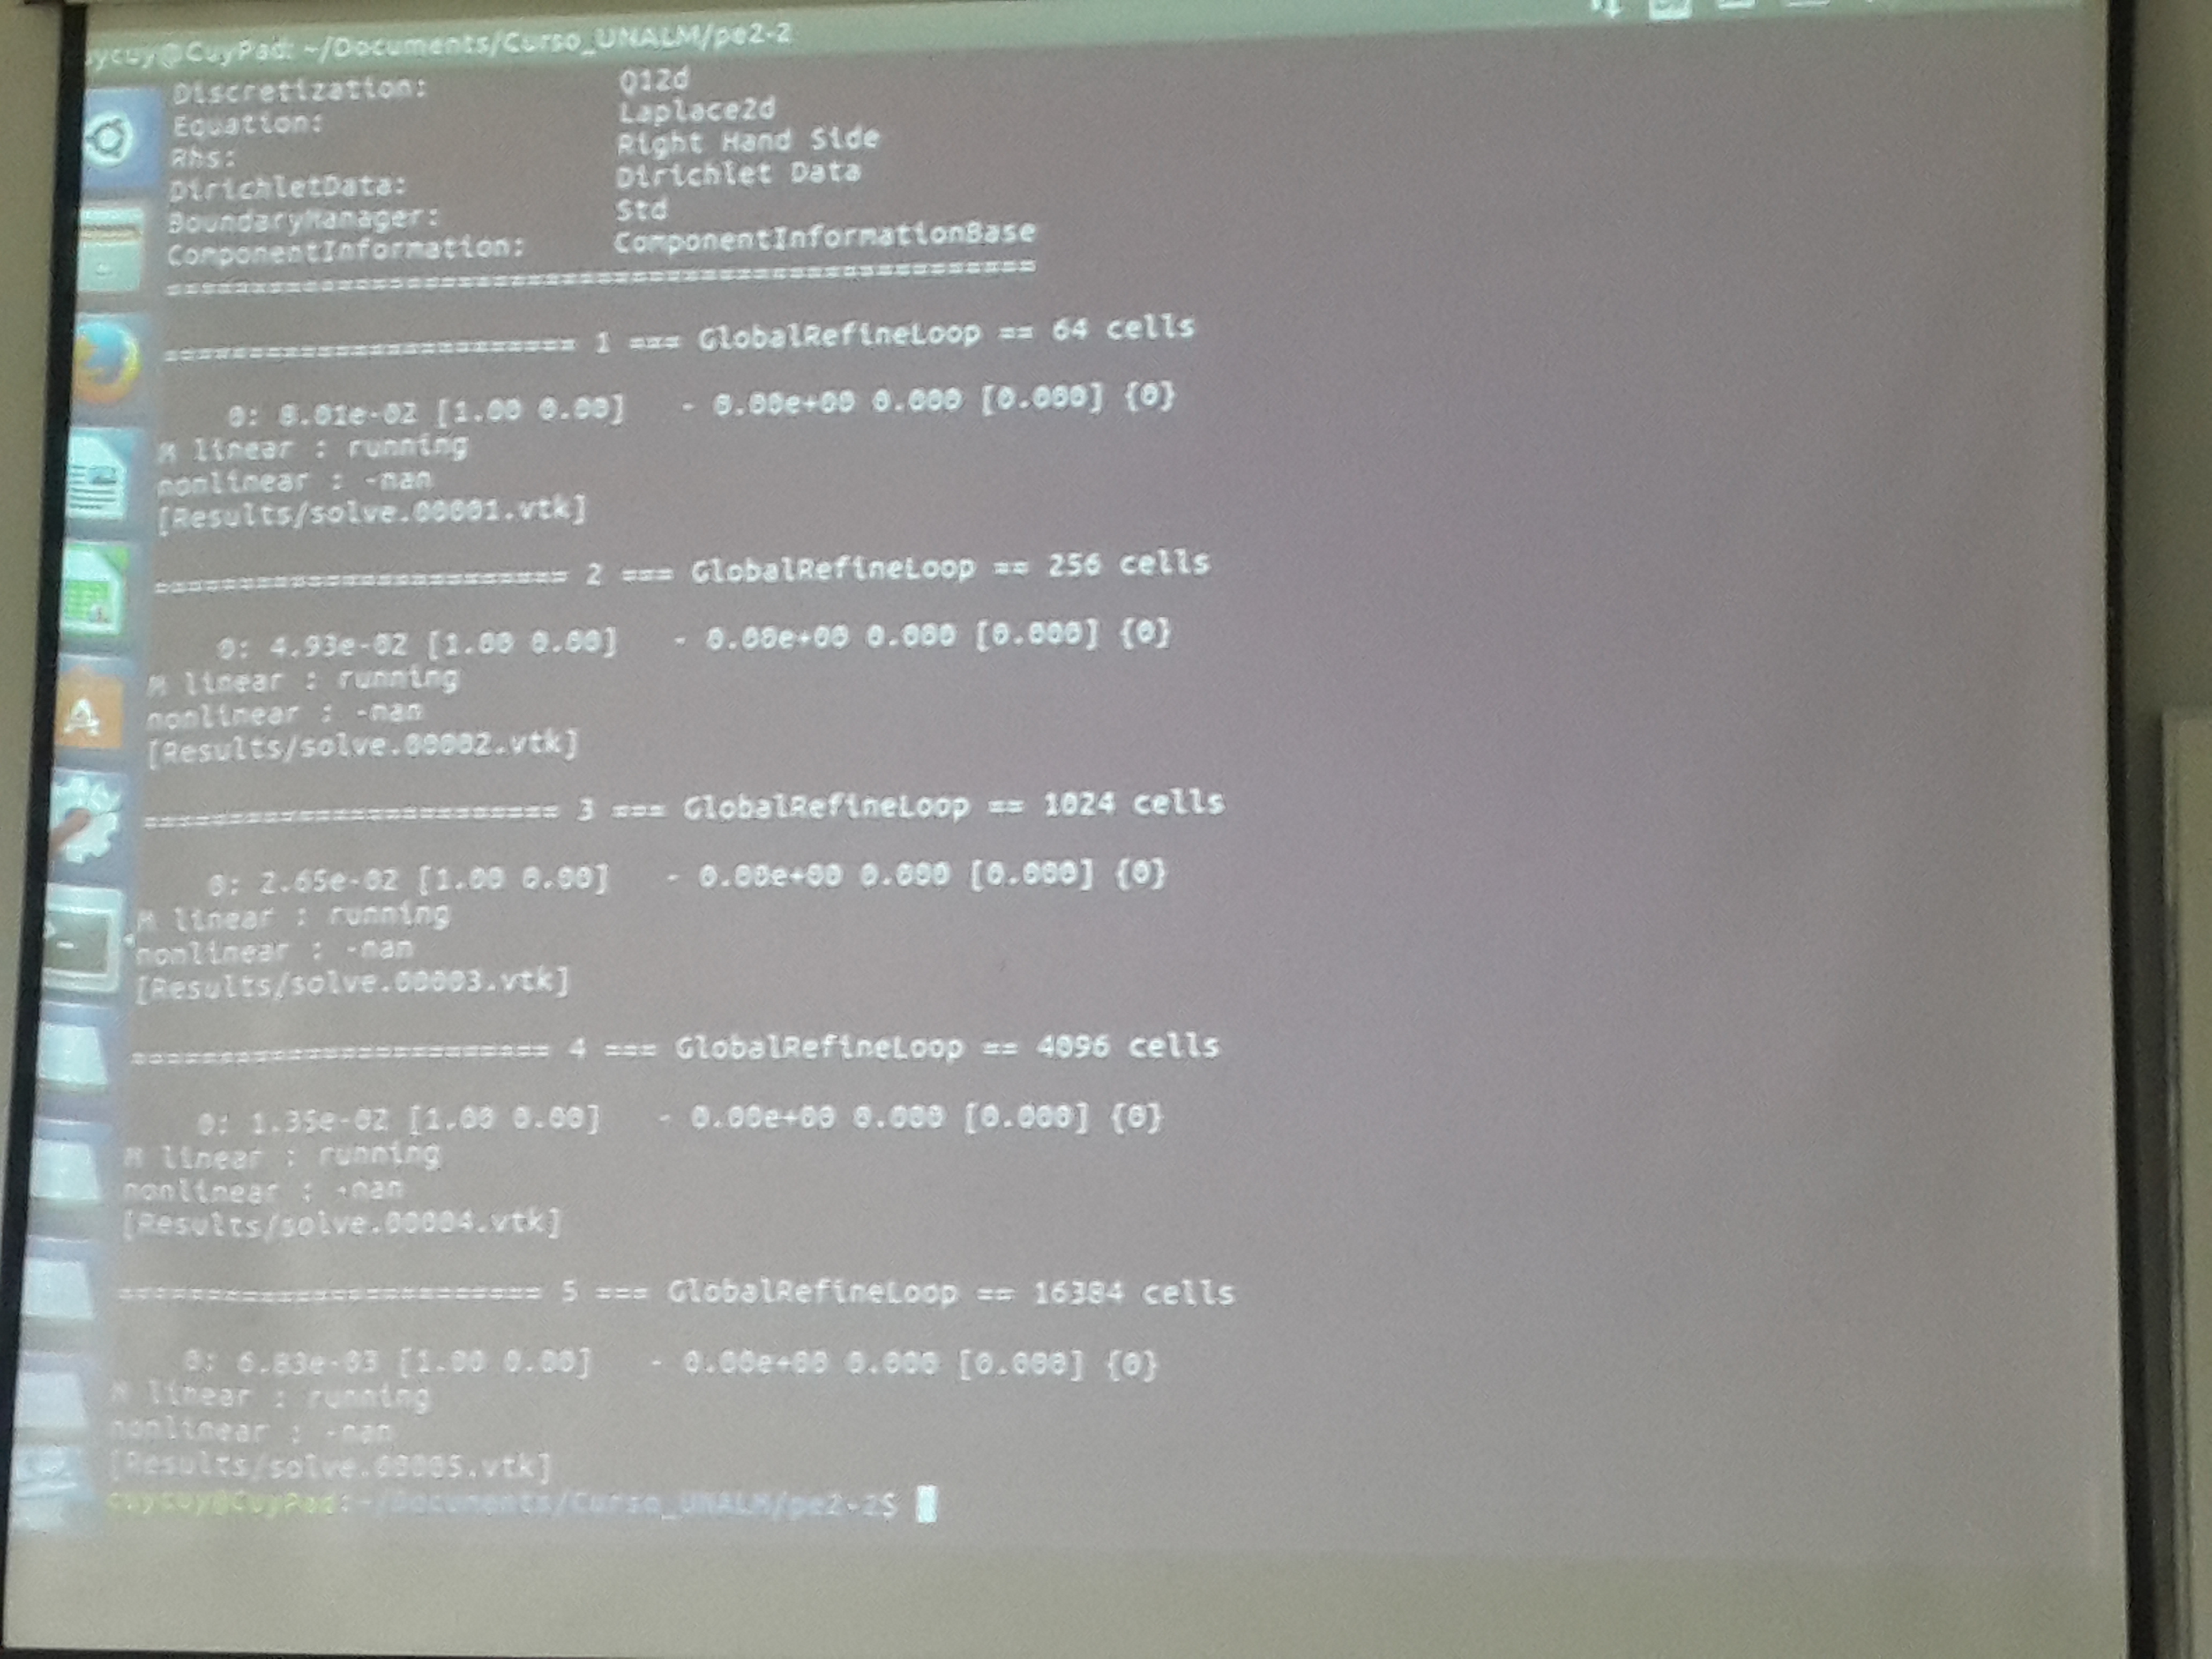 ycuy@CuyPad: ~/Documents/Curso_UNALM/pe2-2
Discretization: Q12d
Equation: Laplace2d
Rhs: Right Hand Side
DirichletData: Dirichlet Data
BoundaryManager: Std
ComponentInformation: ComponentInformationBase
==================================================
======================== 1 === GlobalRefineLoop == 64 cells
0: 8.01e-02 [1.00 0.00] - 0.00e+00 0.000 [0.000] {0}
M linear : running
nonlinear : -nan
[Results/solve.00001.vtk]
======================== 2 === GlobalRefineLoop == 256 cells
0: 4.93e-02 [1.00 0.00] - 0.00e+00 0.000 [0.000] {0}
M linear : running
nonlinear : -nan
[Results/solve.00002.vtk]
======================== 3 === GlobalRefineLoop == 1024 cells
0: 2.65e-02 [1.00 0.00] - 0.00e+00 0.000 [0.000] {0}
M linear : running
nonlinear : -nan
[Results/solve.00003.vtk]
======================== 4 === GlobalRefineLoop == 4096 cells
0: 1.35e-02 [1.00 0.00] - 0.00e+00 0.000 [0.000] {0}
M linear : running
nonlinear : -nan
[Results/solve.00004.vtk]
======================== 5 === GlobalRefineLoop == 16384 cells
0: 6.83e-03 [1.00 0.00] - 0.00e+00 0.000 [0.000] {0}
M linear : running
nonlinear : -nan
[Results/solve.00005.vtk]
cuycuy@CuyPad:~/Documents/Curso_UNALM/pe2-2$